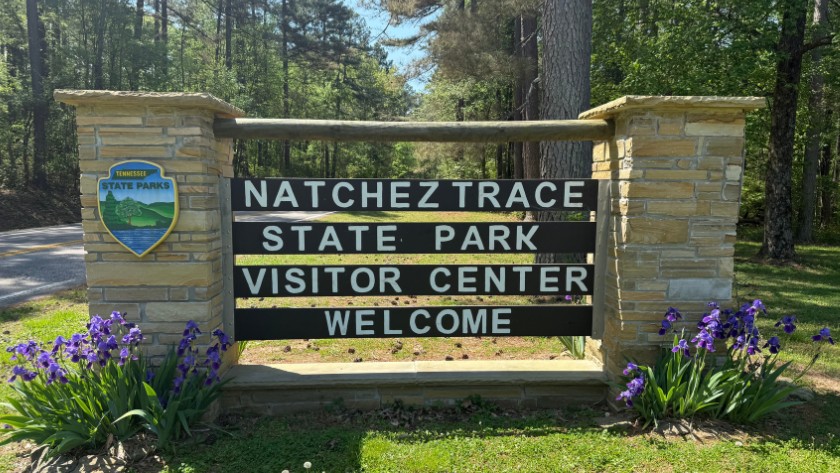 TENNESSEE
STATE PARKS
NATCHEZ TRACE
STATE PARK
VISITOR CENTER
WELCOME